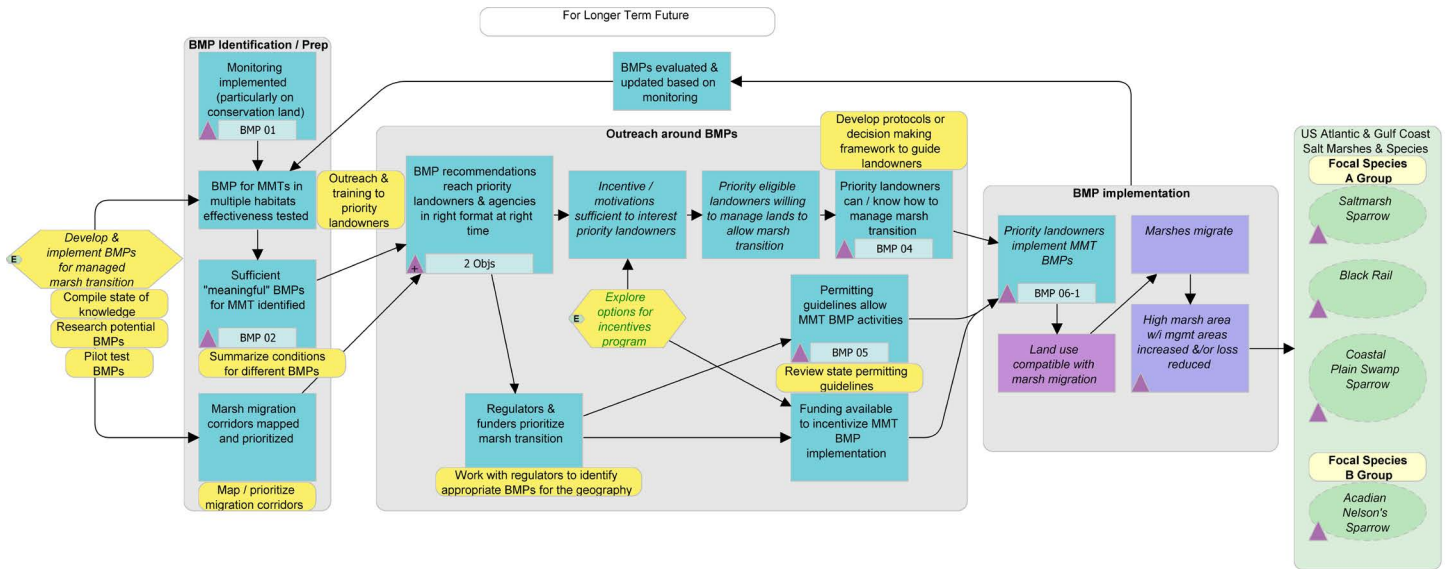 For Longer Term Future
BMP Identification / Prep
Monitoring
implemented
(particularly on
conservation land)
BMP 01
BMP for MMTs in
multiple habitats
effectiveness tested
E
Develop &
implement BMPs
for managed
marsh transition
Compile state of
knowledge
Research potential
BMPs
Pilot test
BMPs
Sufficient
"meaningful" BMPs
for MMT identified
BMP 02
Summarize conditions
for different BMPs
Marsh migration
corridors mapped
and prioritized
Map / prioritize
migration corridors
BMPs evaluated &
updated based on
monitoring
Outreach around BMPs
Outreach &
training to
priority
landowners
BMP recommendations
reach priority
landowners & agencies
in right format at right
time
+
2 Objs
Incentive /
motivations
sufficient to interest
priority landowners
Priority eligible
landowners willing
to manage lands to
allow marsh
transition
Develop protocols or
decision making
framework to guide
landowners
Priority landowners
can / know how to
manage marsh
transition
BMP 04
E
Explore
options for
incentives
program
Permitting
guidelines allow
MMT BMP activities
BMP 05
Review state permitting
guidelines
Regulators &
funders prioritize
marsh transition
Work with regulators to identify
appropriate BMPs for the geography
Funding available
to incentivize MMT
BMP
implementation
BMP implementation
Priority landowners
implement MMT
BMPs
BMP 06-1
Land use
compatible with
marsh migration
Marshes migrate
High marsh area
w/i mgmt areas
increased &/or loss
reduced
US Atlantic & Gulf Coast
Salt Marshes & Species
Focal Species
A Group
Saltmarsh
Sparrow
Black Rail
Coastal
Plain Swamp
Sparrow
Focal Species
B Group
Acadian
Nelson's
Sparrow